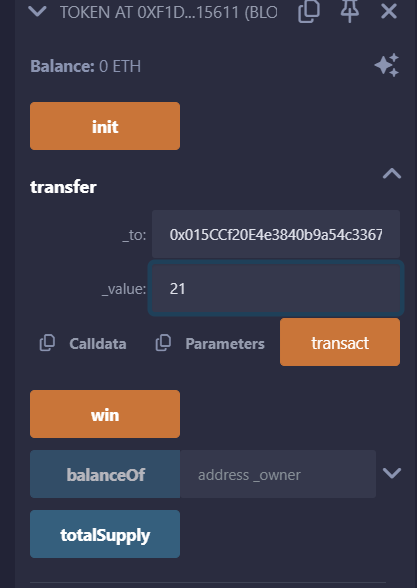 TOKEN AT 0XF1D...15611 (BLO
Balance: 0 ETH
init
transfer
_to: 0x015CCf20E4e3840b9a54c3367
_value: 21
Calldata Parameters transact
win
balanceOf address _owner
totalSupply